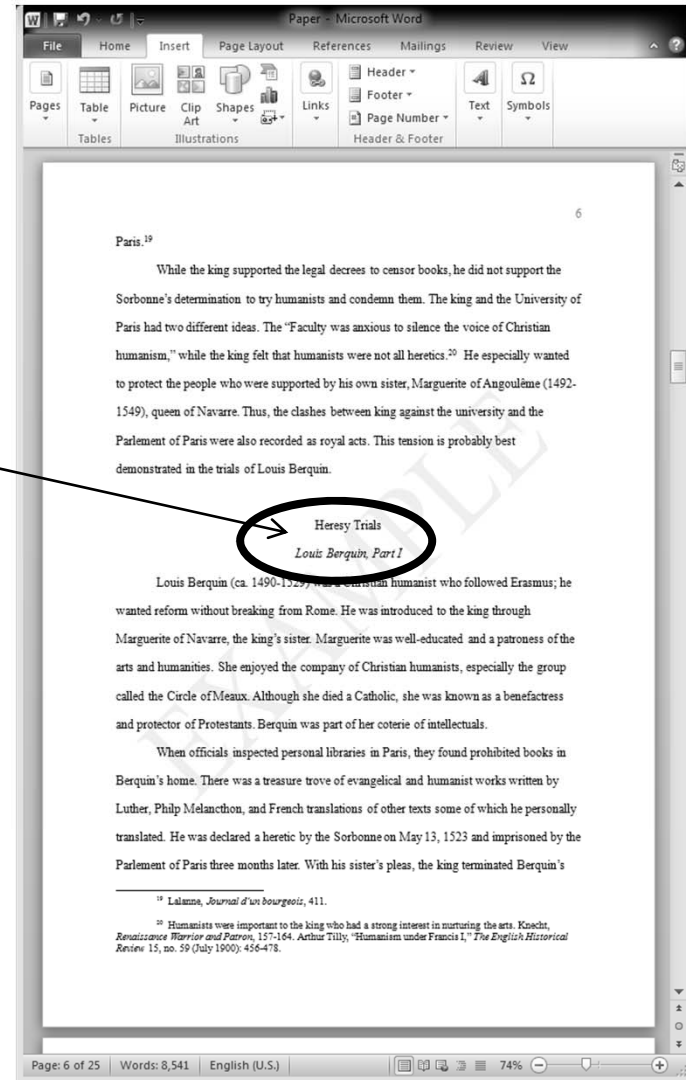 Paper - Microsoft Word
File Home Insert Page Layout References Mailings Review View
Pages Table Picture Clip Art Shapes Links Header Footer Page Number Text Symbols
Tables Illustrations Header & Footer
6
Paris.19
While the king supported the legal decrees to censor books, he did not support the
Sorbonne's determination to try humanists and condemn them. The king and the University of
Paris had two different ideas. The “Faculty was anxious to silence the voice of Christian
humanism,” while the king felt that humanists were not all heretics.20 He especially wanted
to protect the people who were supported by his own sister, Marguerite of Angoulême (1492-
1549), queen of Navarre. Thus, the clashes between king against the university and the
Parlement of Paris were also recorded as royal acts. This tension is probably best
demonstrated in the trials of Louis Berquin.
Heresy Trials
Louis Berquin, Part I
Louis Berquin (ca. 1490-1529) was a Christian humanist who followed Erasmus; he
wanted reform without breaking from Rome. He was introduced to the king through
Marguerite of Navarre, the king's sister. Marguerite was well-educated and a patroness of the
arts and humanities. She enjoyed the company of Christian humanists, especially the group
called the Circle of Meaux. Although she died a Catholic, she was known as a benefactress
and protector of Protestants. Berquin was part of her coterie of intellectuals.
When officials inspected personal libraries in Paris, they found prohibited books in
Berquin's home. There was a treasure trove of evangelical and humanist works written by
Luther, Philp Melancthon, and French translations of other texts some of which he personally
translated. He was declared a heretic by the Sorbonne on May 13, 1523 and imprisoned by the
Parlement of Paris three months later. With his sister's pleas, the king terminated Berquin's
19 Lalanne, Journal d'un bourgeois, 411.
20 Humanists were important to the king who had a strong interest in nurturing the arts. Knecht,
Renaissance Warrior and Patron, 157-164. Arthur Tilly, “Humanism under Francis I,” The English Historical
Review 15, no. 59 (July 1900): 456-478.
EXAMPLE
Page: 6 of 25 Words: 8,541 English (U.S.) 74%